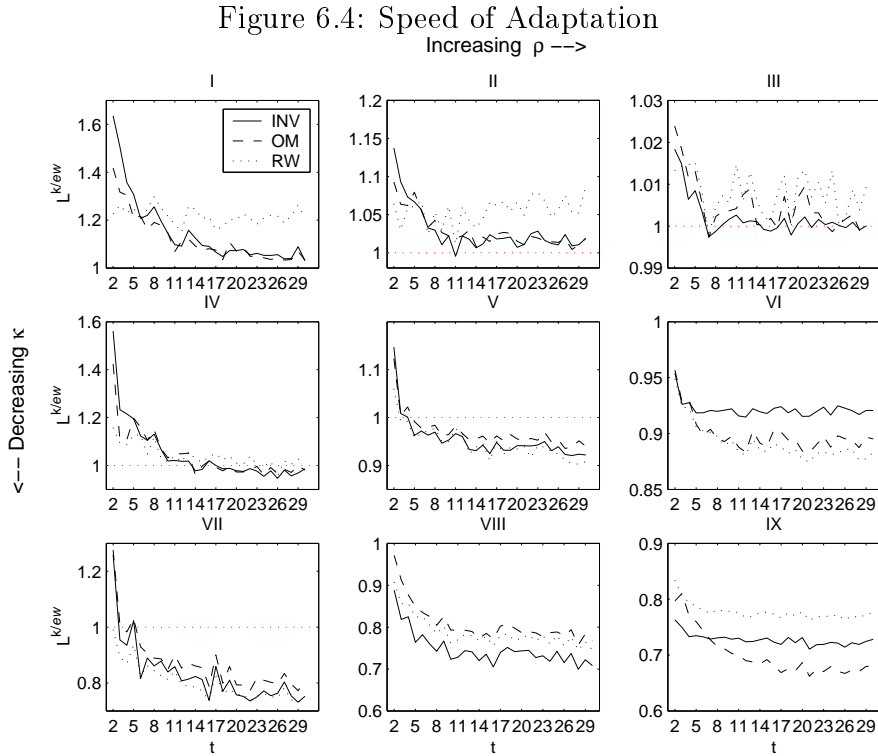 Figure 6.4: Speed of Adaptation
Increasing ρ −−>
<−− Decreasing κ
I
II
III
1.6
1.4
1.2
1
L^{k/ew}
INV
OM
RW
2 5 8 11 14 17 20 23 26 29
1.2
1.15
1.1
1.05
1
2 5 8 11 14 17 20 23 26 29
1.03
1.02
1.01
1
0.99
2 5 8 11 14 17 20 23 26 29
IV
V
VI
1.6
1.4
1.2
1
L^{k/ew}
2 5 8 11 14 17 20 23 26 29
1.1
1
0.9
2 5 8 11 14 17 20 23 26 29
1
0.95
0.9
0.85
2 5 8 11 14 17 20 23 26 29
VII
VIII
IX
1.2
1
0.8
L^{k/ew}
2 5 8 11 14 17 20 23 26 29
t
1
0.9
0.8
0.7
0.6
2 5 8 11 14 17 20 23 26 29
t
0.9
0.8
0.7
0.6
2 5 8 11 14 17 20 23 26 29
t